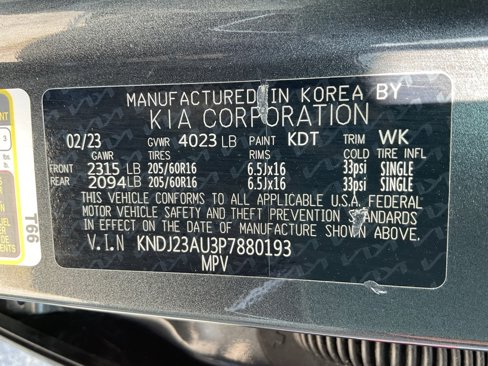 MANUFACTURED IN KOREA BY
KIA CORPORATION
02/23 GVWR 4023 LB PAINT KDT TRIM WK
GAWR TIRES RIMS COLD TIRE INFL
FRONT 2315 LB 205/60R16 6.5Jx16 33psi SINGLE
REAR 2094 LB 205/60R16 6.5Jx16 33psi SINGLE
THIS VEHICLE CONFORMS TO ALL APPLICABLE U.S.A. FEDERAL
MOTOR VEHICLE SAFETY AND THEFT PREVENTION STANDARDS
IN EFFECT ON THE DATE OF MANUFACTURE SHOWN ABOVE.
V.I.N KNDJ23AU3P7880193
MPV
T66